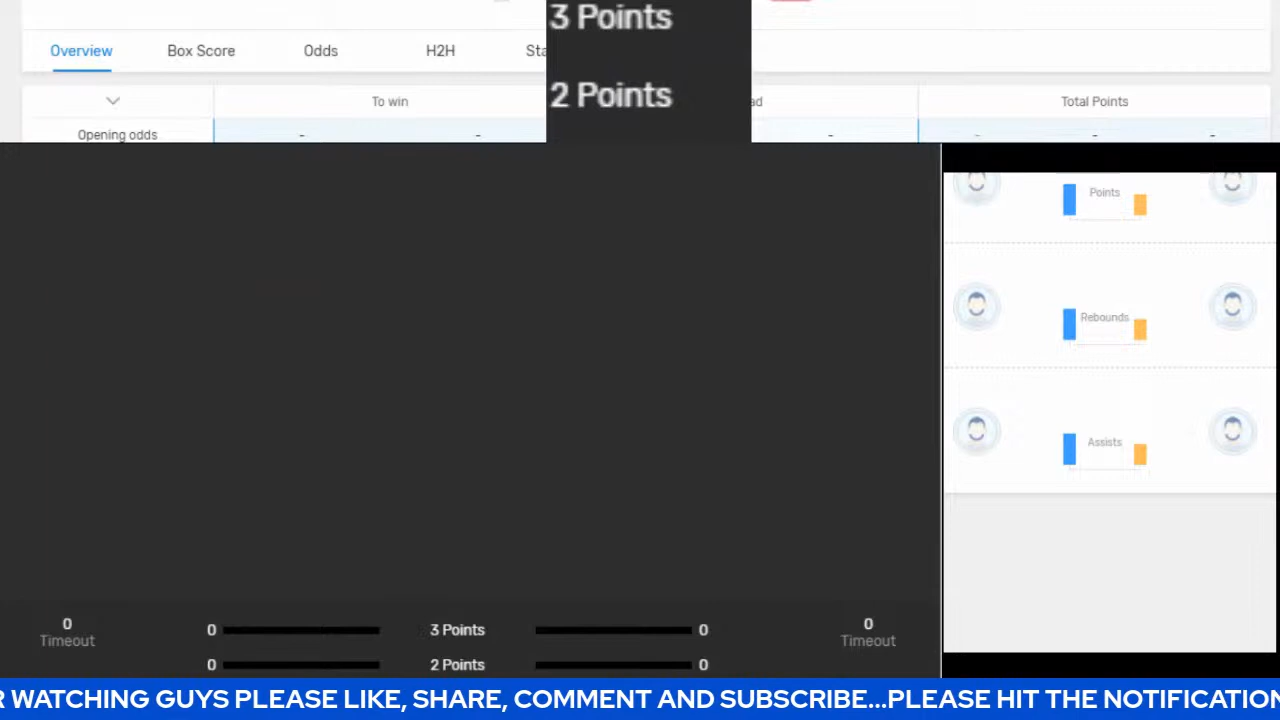 3 Points
Overview Box Score Odds H2H Sta
2 Points
To win ad Total Points
Opening odds - - - - - -
Points
Rebounds
Assists
0 0
Timeout Timeout
0 3 Points 0
0 2 Points 0
R WATCHING GUYS PLEASE LIKE, SHARE, COMMENT AND SUBSCRIBE...PLEASE HIT THE NOTIFICATION